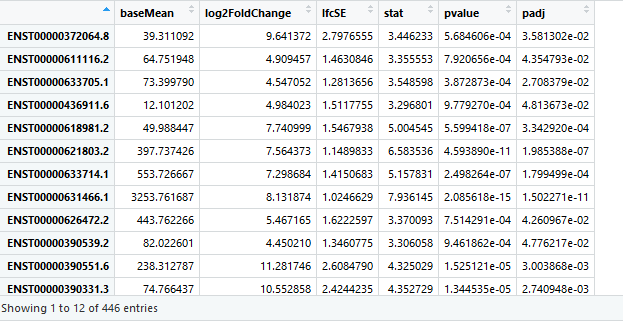 baseMean log2FoldChange lfcSE stat pvalue padj
ENST00000372064.8 39.311092 9.641372 2.7976555 3.446233 5.684606e-04 3.581302e-02
ENST00000611116.2 64.751948 4.909457 1.4630846 3.355553 7.920656e-04 4.354793e-02
ENST00000633705.1 73.399790 4.547052 1.2813656 3.548598 3.872873e-04 2.708379e-02
ENST00000436911.6 12.101202 4.984023 1.5117755 3.296801 9.779270e-04 4.813673e-02
ENST00000618981.2 49.988447 7.740999 1.5467938 5.004545 5.599418e-07 3.342920e-04
ENST00000621803.2 397.737426 7.564373 1.1489833 6.583536 4.593890e-11 1.985388e-07
ENST00000633714.1 553.726667 7.298684 1.4150683 5.157831 2.498264e-07 1.799499e-04
ENST00000631466.1 3253.761687 8.131874 1.0246629 7.936145 2.085618e-15 1.502271e-11
ENST00000626472.2 443.762266 5.467165 1.6222597 3.370093 7.514291e-04 4.260967e-02
ENST00000390539.2 82.022601 4.450210 1.3460775 3.306058 9.461862e-04 4.776217e-02
ENST00000390551.6 238.312787 11.281746 2.6084790 4.325029 1.525121e-05 3.003868e-03
ENST00000390331.3 74.766437 10.552858 2.4244235 4.352729 1.344535e-05 2.740948e-03
Showing 1 to 12 of 446 entries